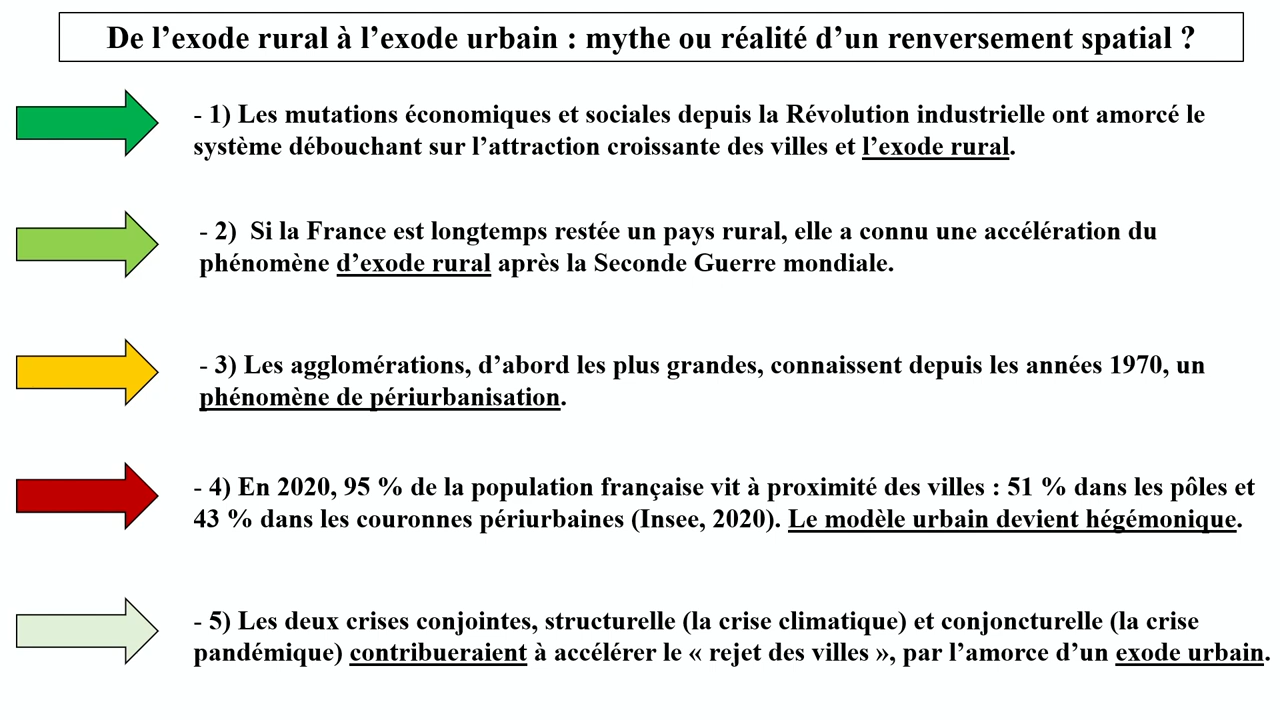 De l’exode rural à l’exode urbain : mythe ou réalité d’un renversement spatial ?
- 1) Les mutations économiques et sociales depuis la Révolution industrielle ont amorcé le
système débouchant sur l’attraction croissante des villes et l’exode rural.
- 2)  Si la France est longtemps restée un pays rural, elle a connu une accélération du
phénomène d’exode rural après la Seconde Guerre mondiale.
- 3) Les agglomérations, d’abord les plus grandes, connaissent depuis les années 1970, un
phénomène de périurbanisation.
- 4) En 2020, 95 % de la population française vit à proximité des villes : 51 % dans les pôles et
43 % dans les couronnes périurbaines (Insee, 2020). Le modèle urbain devient hégémonique.
- 5) Les deux crises conjointes, structurelle (la crise climatique) et conjoncturelle (la crise
pandémique) contribueraient à accélérer le « rejet des villes », par l’amorce d’un exode urbain.